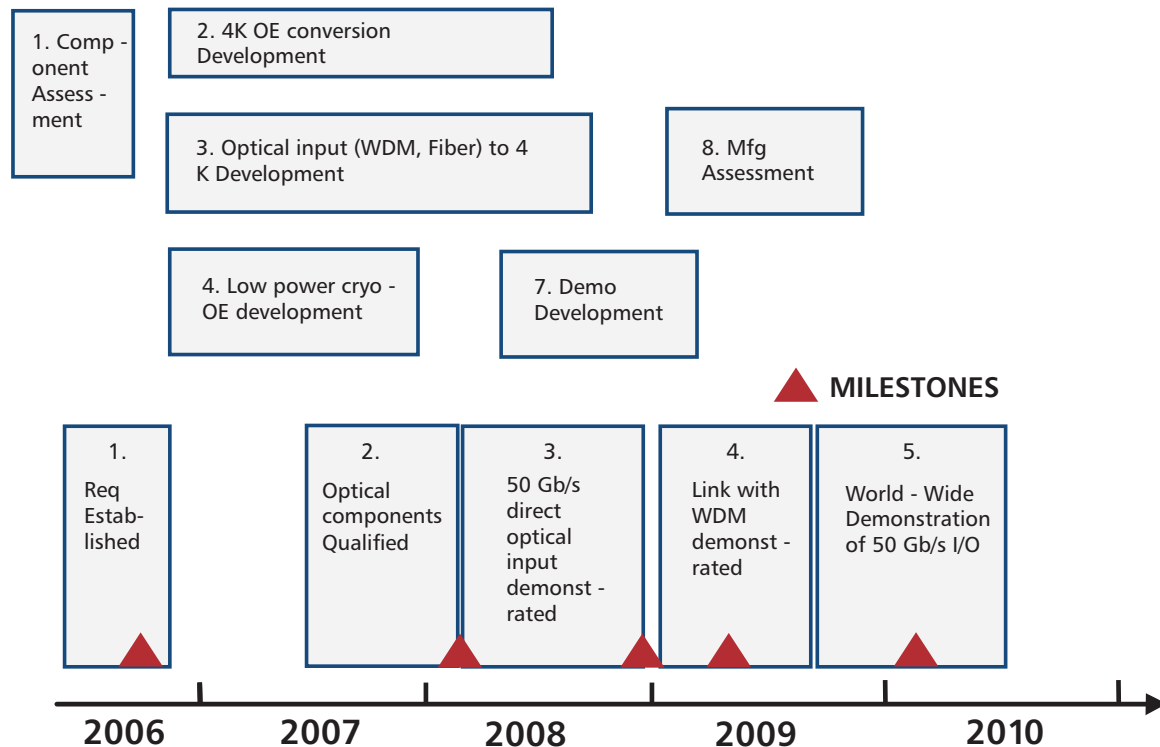 1. Comp -
onent
Assess -
ment
2. 4K OE conversion
Development
3. Optical input (WDM, Fiber) to 4
K Development
8. Mfg
Assessment
4. Low power cryo -
OE development
7. Demo
Development
MILESTONES
1.
Req
Estab-
lished
2.
Optical
components
Qualified
3.
50 Gb/s
direct
optical
input
demonst -
rated
4.
Link with
WDM
demonst -
rated
5.
World - Wide
Demonstration
of 50 Gb/s I/O
2006
2007
2008
2009
2010